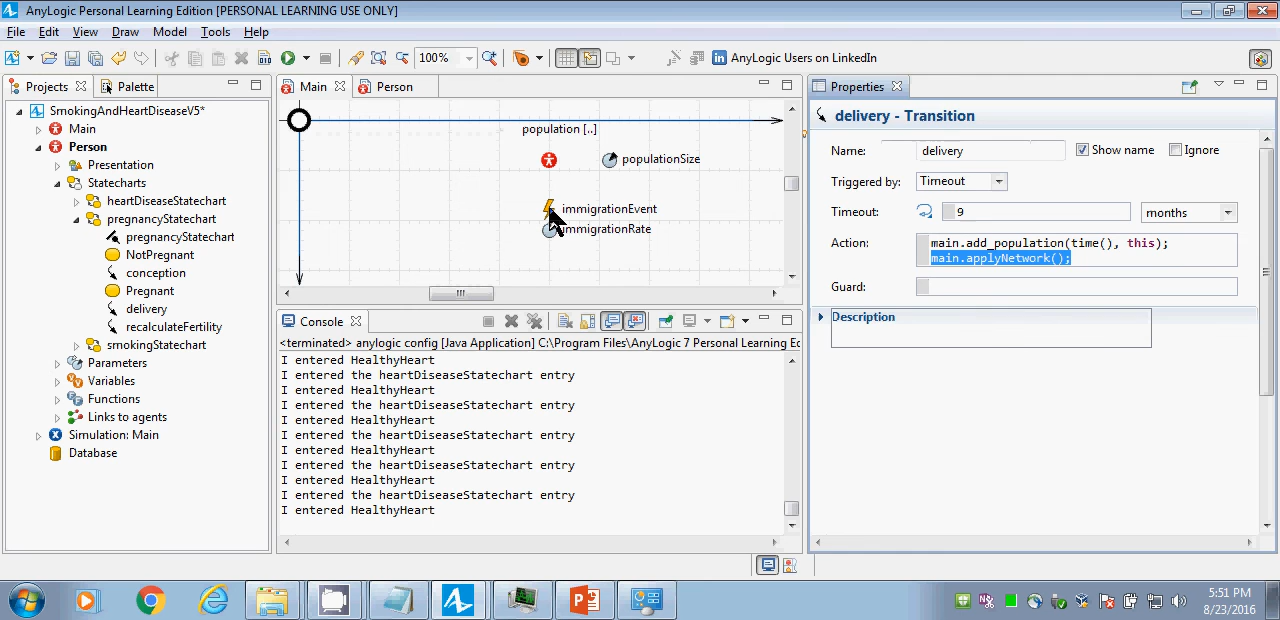 AnyLogic Personal Learning Edition [PERSONAL LEARNING USE ONLY]
File Edit View Draw Model Tools Help
100% AnyLogic Users on LinkedIn
Projects Palette
SmokingAndHeartDiseaseV5*
Main
Person
Presentation
Statecharts
heartDiseaseStatechart
pregnancyStatechart
pregnancyStatechart
NotPregnant
conception
Pregnant
delivery
recalculateFertility
smokingStatechart
Parameters
Variables
Functions
Links to agents
Simulation: Main
Database
Main Person
population [..]
populationSize
immigrationEvent
immigrationRate
Console
<terminated> anylogic config [Java Application] C:\Program Files\AnyLogic 7 Personal Learning Ed
I entered HealthyHeart
I entered the heartDiseaseStatechart entry
I entered HealthyHeart
I entered the heartDiseaseStatechart entry
I entered HealthyHeart
I entered the heartDiseaseStatechart entry
I entered HealthyHeart
I entered the heartDiseaseStatechart entry
I entered HealthyHeart
I entered the heartDiseaseStatechart entry
I entered HealthyHeart
Properties
delivery - Transition
Name: delivery Show name Ignore
Triggered by: Timeout
Timeout: 9 months
Action: main.add_population(time(), this);
main.applyNetwork();
Guard:
Description
5:51 PM
8/23/2016